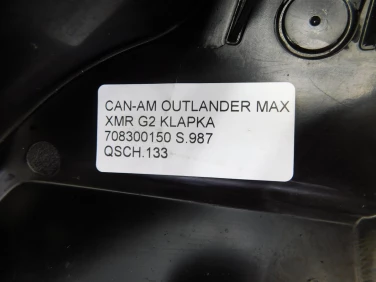 CAN-AM OUTLANDER MAX
XMR G2 KLAPKA
708300150 S.987
QSCH.133